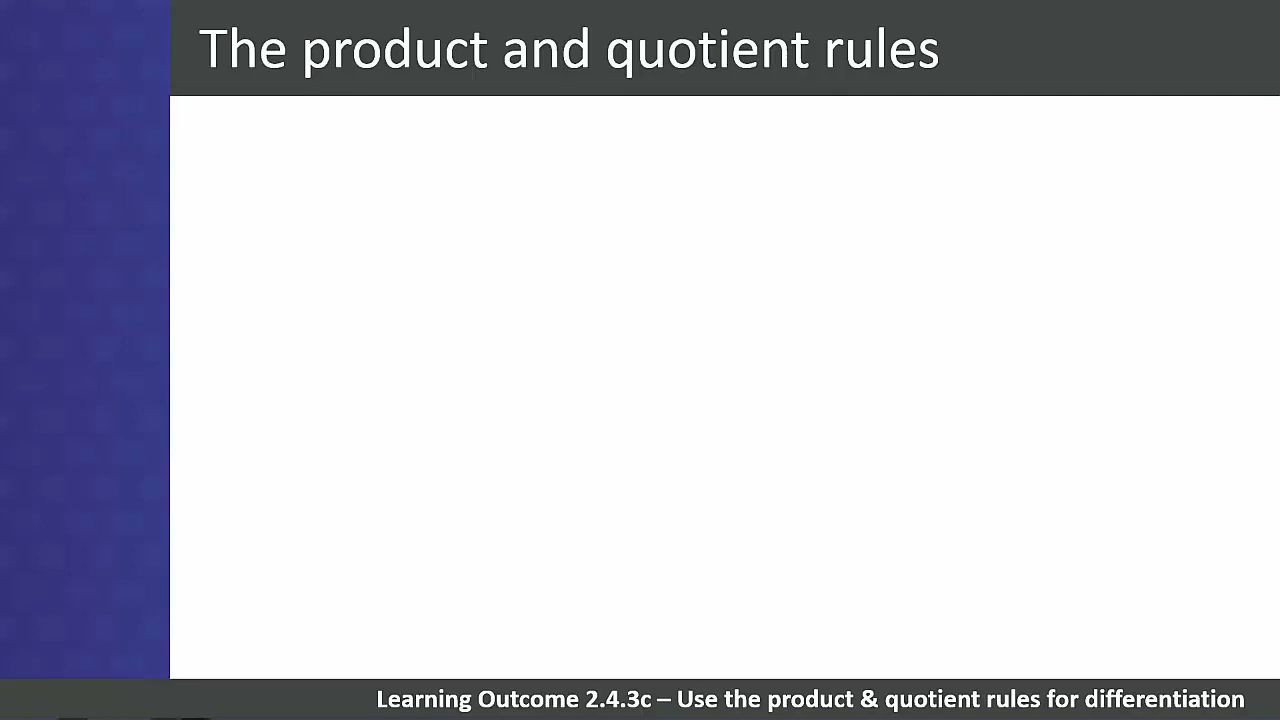 The product and quotient rules
Learning Outcome 2.4.3c – Use the product & quotient rules for differentiation